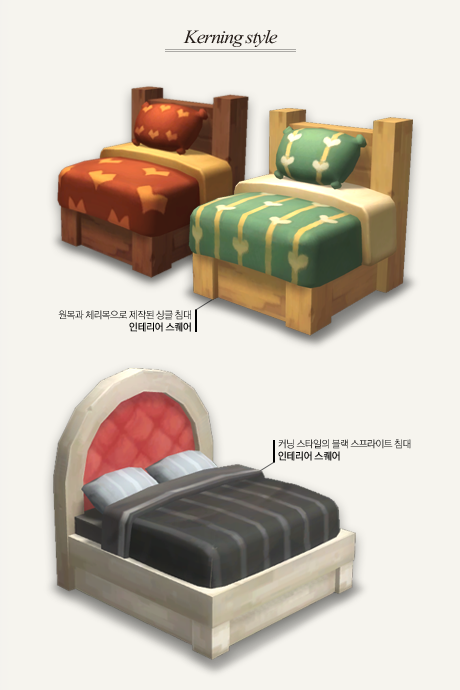 Kerning style
원목과 체리목으로 제작된 싱글 침대
인테리어 스퀘어
커닝 스타일의 블랙 스프라이트 침대
인테리어 스퀘어